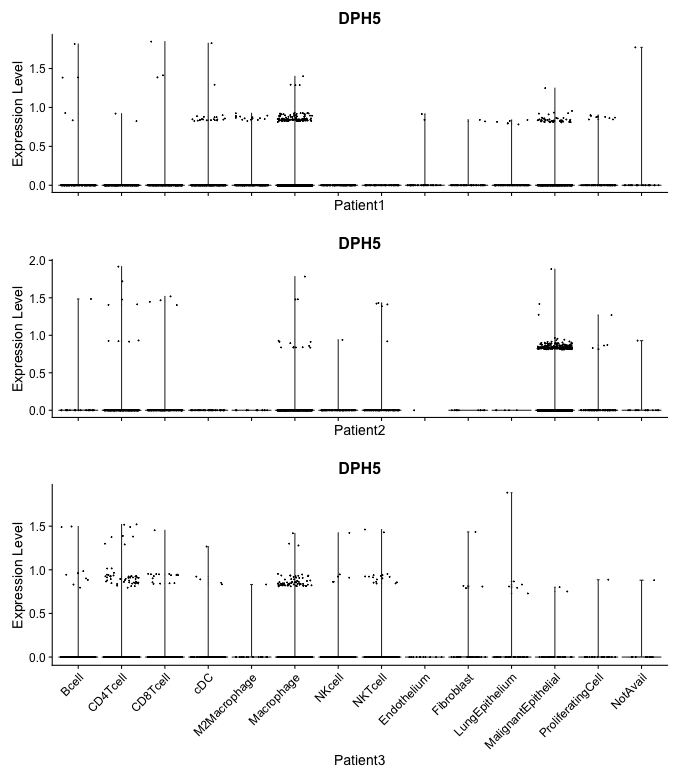 DPH5
Expression Level
1.5
1.0
0.5
0.0
Patient1
DPH5
Expression Level
2.0
1.5
1.0
0.5
0.0
Patient2
DPH5
Expression Level
1.5
1.0
0.5
0.0
Bcell
CD4Tcell
CD8Tcell
cDC
M2Macrophage
Macrophage
NKcell
NKTcell
Endothelium
Fibroblast
LungEpithelium
MalignantEpithelial
ProliferatingCell
NotAvail
Patient3